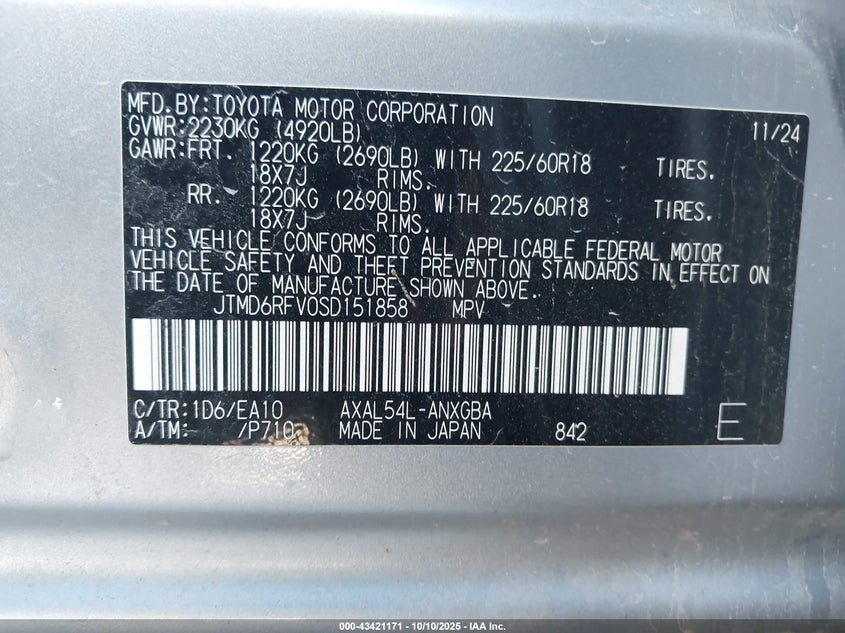 MFD.BY:TOYOTA MOTOR CORPORATION 11/24
GVWR:2230KG (4920LB)
GAWR:FRT. 1220KG (2690LB) WITH 225/60R18 TIRES.
18X7J RIMS.
RR. 1220KG (2690LB) WITH 225/60R18 TIRES.
18X7J RIMS.
THIS VEHICLE CONFORMS TO ALL APPLICABLE FEDERAL MOTOR
VEHICLE SAFETY AND THEFT PREVENTION STANDARDS IN EFFECT ON
THE DATE OF MANUFACTURE SHOWN ABOVE.
JTMD6RFV0SD151858 MPV
C/TR:1D6/EA10 AXAL54L-ANXGBA
A/TM:- /P710 MADE IN JAPAN 842 E
000-43421171 - 10/10/2025 - IAA Inc.